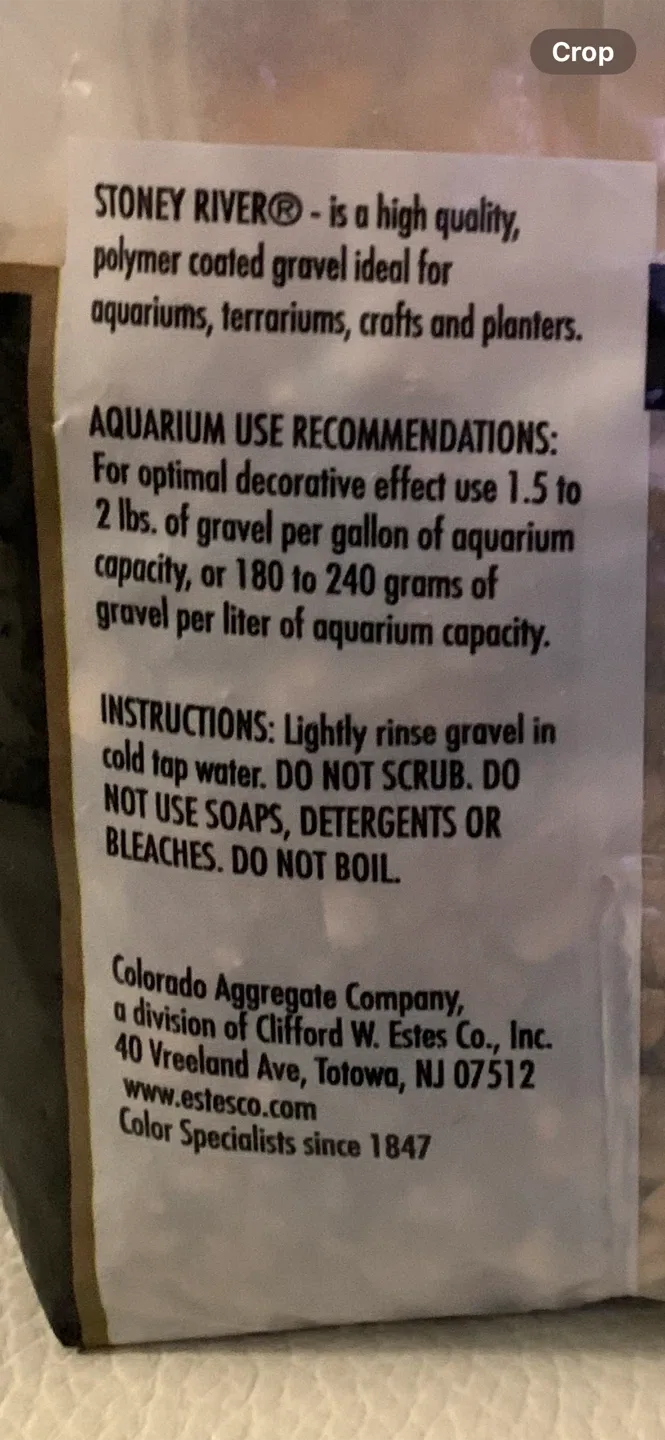 Crop
STONEY RIVER® - is a high quality,
polymer coated gravel ideal for
aquariums, terrariums, crafts and planters.
AQUARIUM USE RECOMMENDATIONS:
For optimal decorative effect use 1.5 to
2 lbs. of gravel per gallon of aquarium
capacity, or 180 to 240 grams of
gravel per liter of aquarium capacity.
INSTRUCTIONS: Lightly rinse gravel in
cold tap water. DO NOT SCRUB. DO
NOT USE SOAPS, DETERGENTS OR
BLEACHES. DO NOT BOIL.
Colorado Aggregate Company,
a division of Clifford W. Estes Co., Inc.
40 Vreeland Ave, Totowa, NJ 07512
www.estesco.com
Color Specialists since 1847